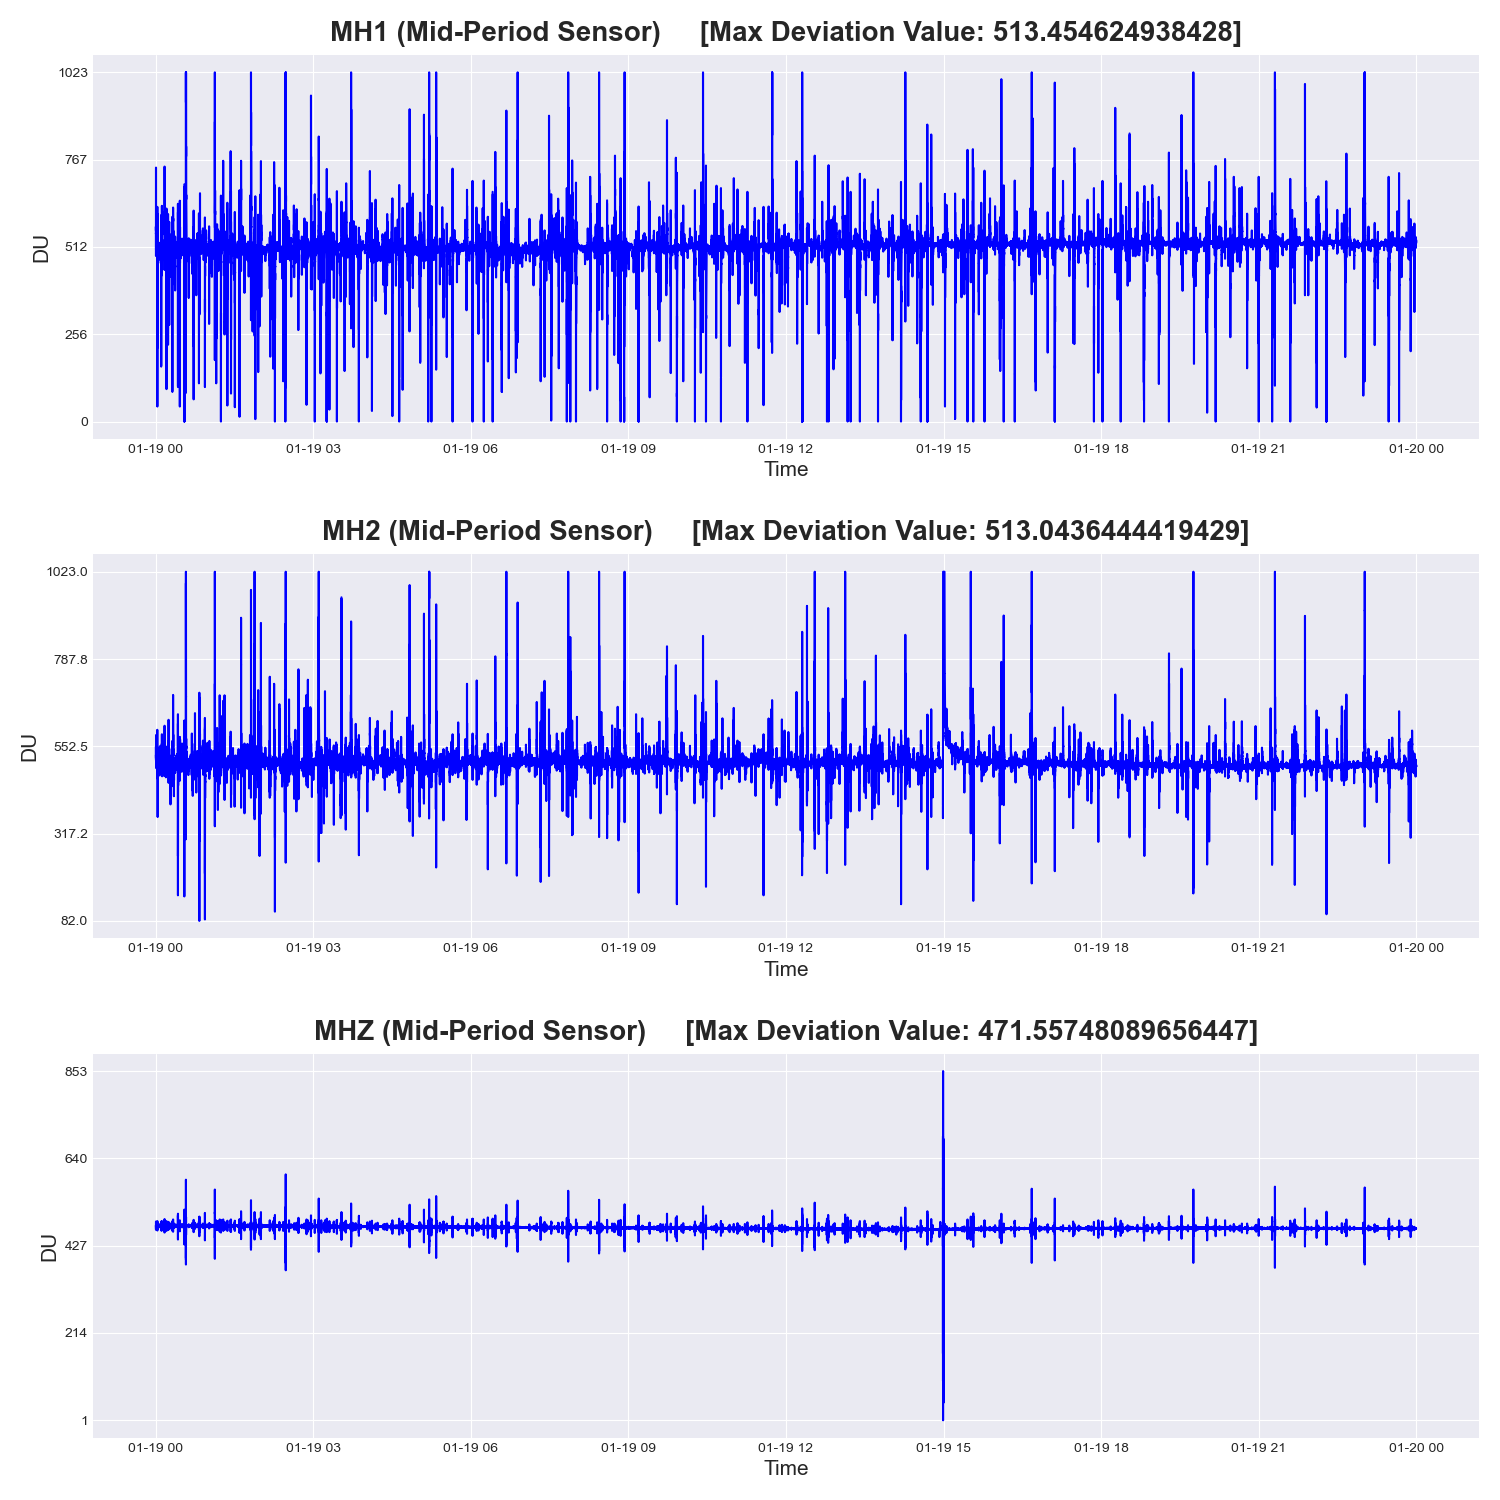 MH1 (Mid-Period Sensor) [Max Deviation Value: 513.454624938428]
1023
767
512
256
0
DU
01-19 00 01-19 03 01-19 06 01-19 09 01-19 12 01-19 15 01-19 18 01-19 21 01-20 00
Time
MH2 (Mid-Period Sensor) [Max Deviation Value: 513.0436444419429]
1023.0
787.8
552.5
317.2
82.0
DU
01-19 00 01-19 03 01-19 06 01-19 09 01-19 12 01-19 15 01-19 18 01-19 21 01-20 00
Time
MHZ (Mid-Period Sensor) [Max Deviation Value: 471.55748089656447]
853
640
427
214
1
DU
01-19 00 01-19 03 01-19 06 01-19 09 01-19 12 01-19 15 01-19 18 01-19 21 01-20 00
Time